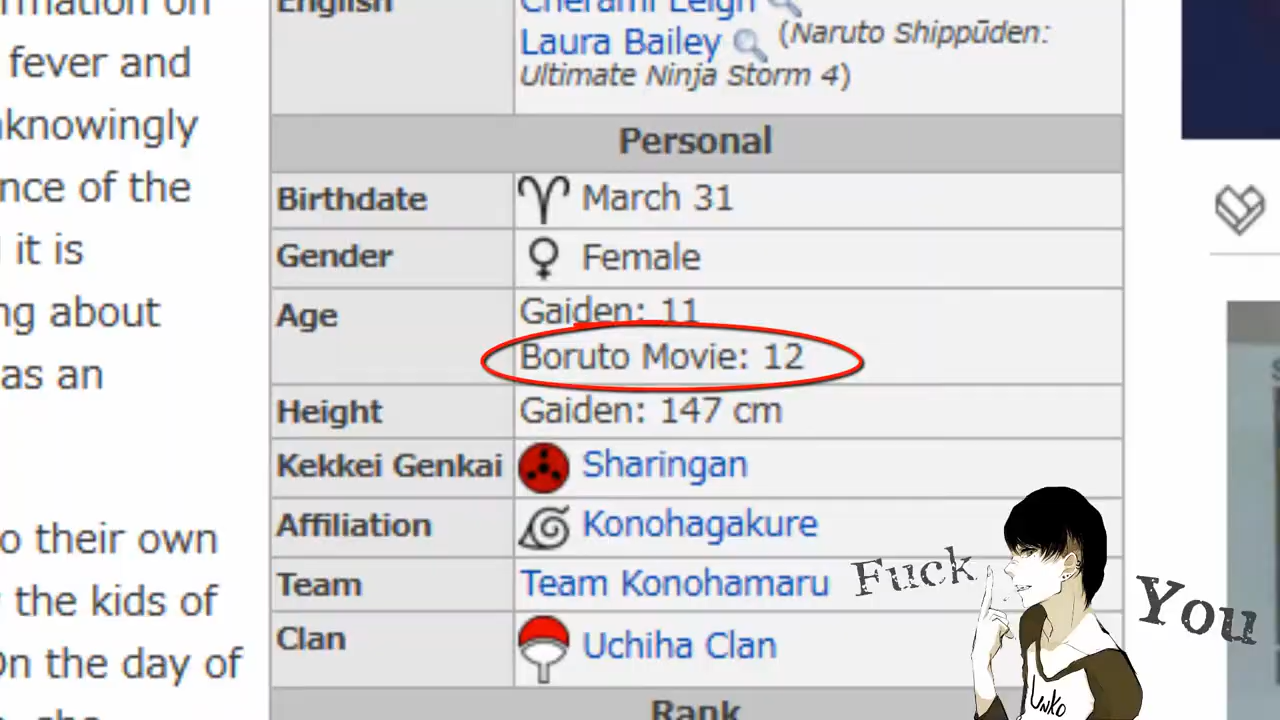 fever and
nknowingly
nce of the
it is
ng about
as an
o their own
the kids of
On the day of
English
Cherami Leigh
Laura Bailey (Naruto Shippūden:
Ultimate Ninja Storm 4)
Personal
Birthdate March 31
Gender Female
Age Gaiden: 11
Boruto Movie: 12
Height Gaiden: 147 cm
Kekkei Genkai Sharingan
Affiliation Konohagakure
Team Team Konohamaru
Clan Uchiha Clan
Rank
Fuck You